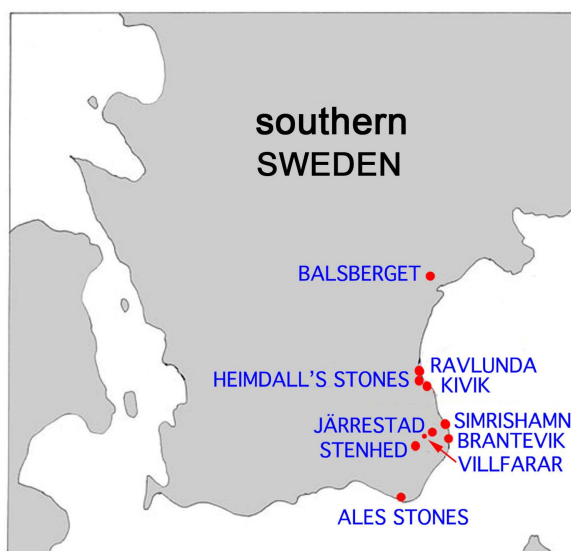 southern
SWEDEN
BALSBERGET
RAVLUNDA
HEIMDALL'S STONES
KIVIK
SIMRISHAMN
JÄRRESTAD
BRANTEVIK
STENHED
VILLFARAR
ALES STONES